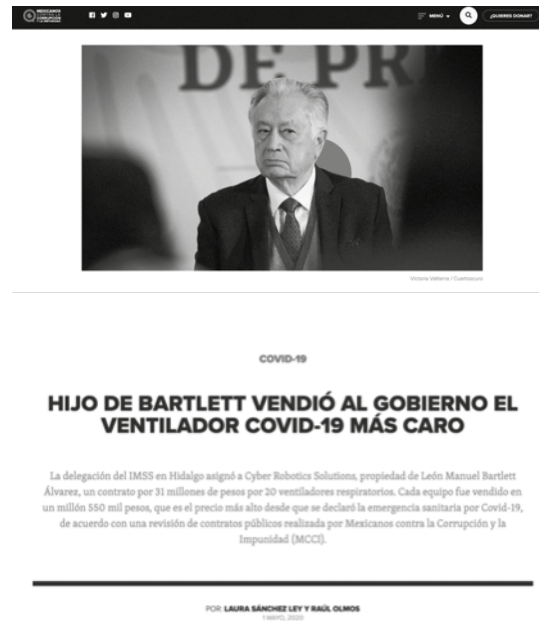 MEXICANOS
CONTRA LA
CORRUPCIÓN
Y LA IMPUNIDAD
MENÚ
¿QUIERES DONAR?
DE PR
Victoria Valtierra / Cuartoscuro
COVID-19
HIJO DE BARTLETT VENDIÓ AL GOBIERNO EL
VENTILADOR COVID-19 MÁS CARO
La delegación del IMSS en Hidalgo asignó a Cyber Robotics Solutions, propiedad de León Manuel Bartlett
Álvarez, un contrato por 31 millones de pesos por 20 ventiladores respiratorios. Cada equipo fue vendido en
un millón 550 mil pesos, que es el precio más alto desde que se declaró la emergencia sanitaria por Covid-19,
de acuerdo con una revisión de contratos públicos realizada por Mexicanos contra la Corrupción y la
Impunidad (MCCI).
POR: LAURA SÁNCHEZ LEY Y RAÚL OLMOS
1 MAYO, 2020